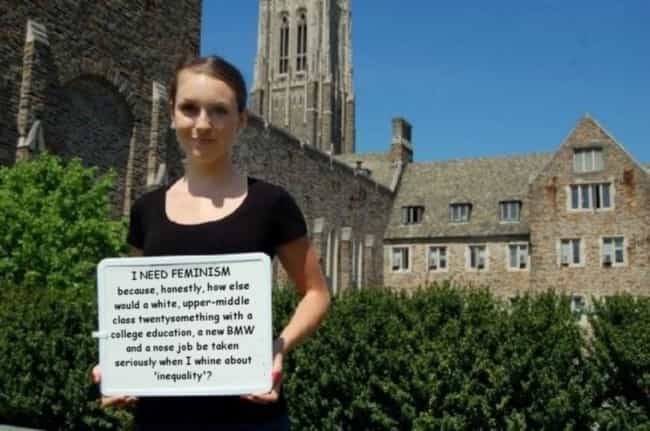 I NEED FEMINISM
because, honestly, how else
would a white, upper-middle
class twentysomething with a
college education, a new BMW
and a nose job be taken
seriously when I whine about
'inequality'?